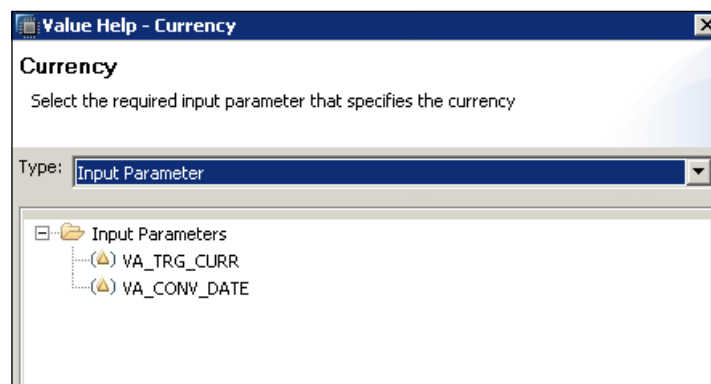 Value Help - Currency
Currency
Select the required input parameter that specifies the currency
Type: Input Parameter
Input Parameters
VA_TRG_CURR
VA_CONV_DATE